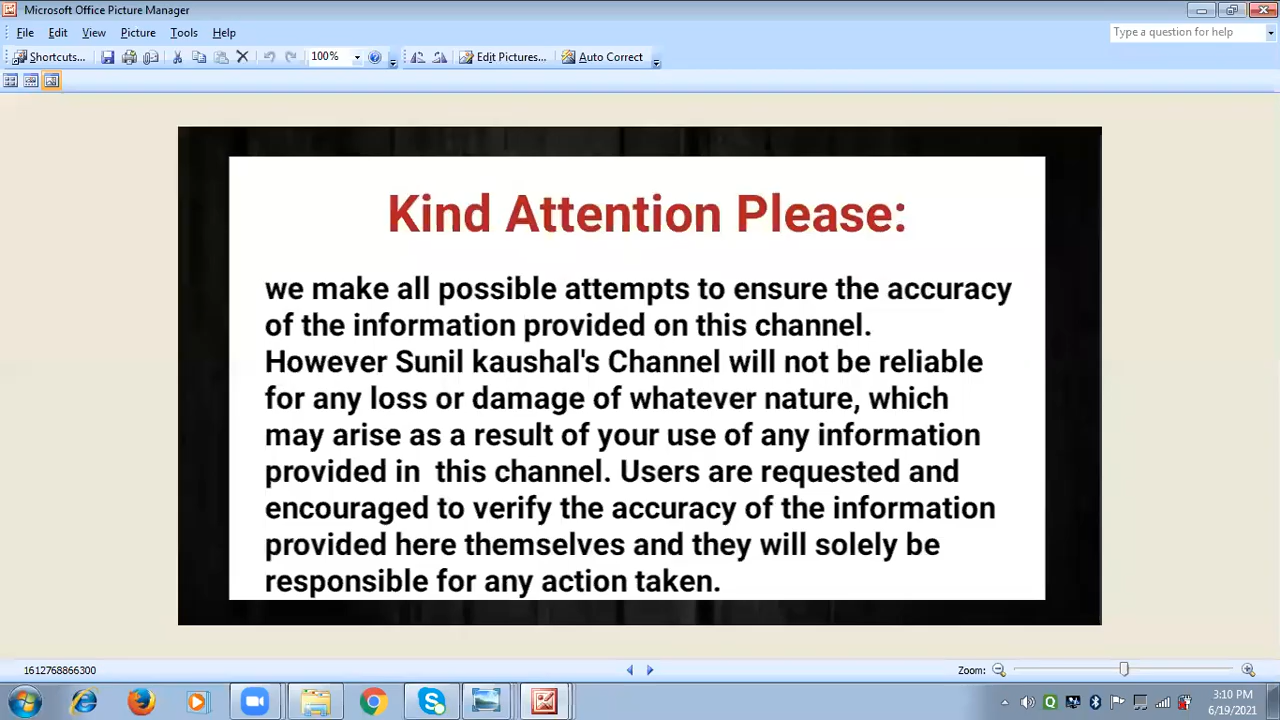 Microsoft Office Picture Manager
File Edit View Picture Tools Help
Type a question for help
Shortcuts... 100% Edit Pictures... Auto Correct
Kind Attention Please:
we make all possible attempts to ensure the accuracy
of the information provided on this channel.
However Sunil kaushal's Channel will not be reliable
for any loss or damage of whatever nature, which
may arise as a result of your use of any information
provided in  this channel. Users are requested and
encouraged to verify the accuracy of the information
provided here themselves and they will solely be
responsible for any action taken.
1612768866300
Zoom:
3:10 PM
6/19/2021